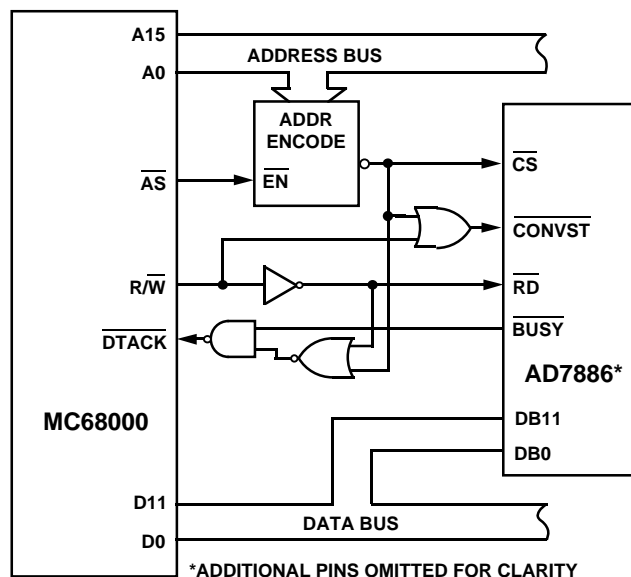 A15
ADDRESS BUS
A0
ADDR
ENCODE
EN
CS
AS
CONVST
R/W
RD
DTACK
BUSY
AD7886*
MC68000
DB11
DB0
D11
DATA BUS
D0
*ADDITIONAL PINS OMITTED FOR CLARITY